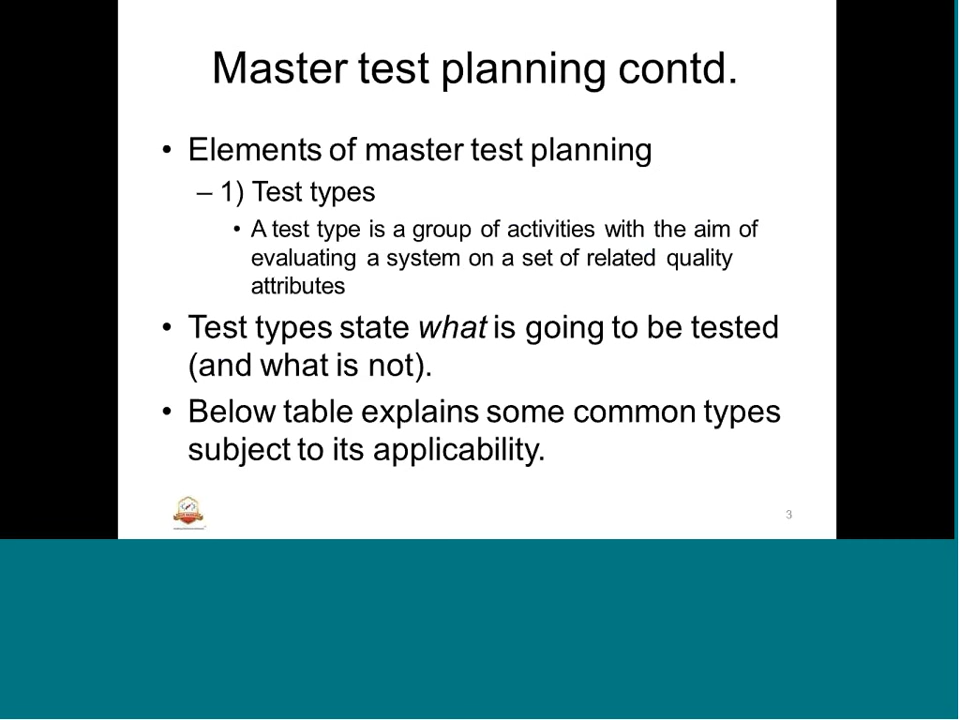 Master test planning contd.
• Elements of master test planning
– 1) Test types
• A test type is a group of activities with the aim of
evaluating a system on a set of related quality
attributes
• Test types state what is going to be tested
(and what is not).
• Below table explains some common types
subject to its applicability.
3